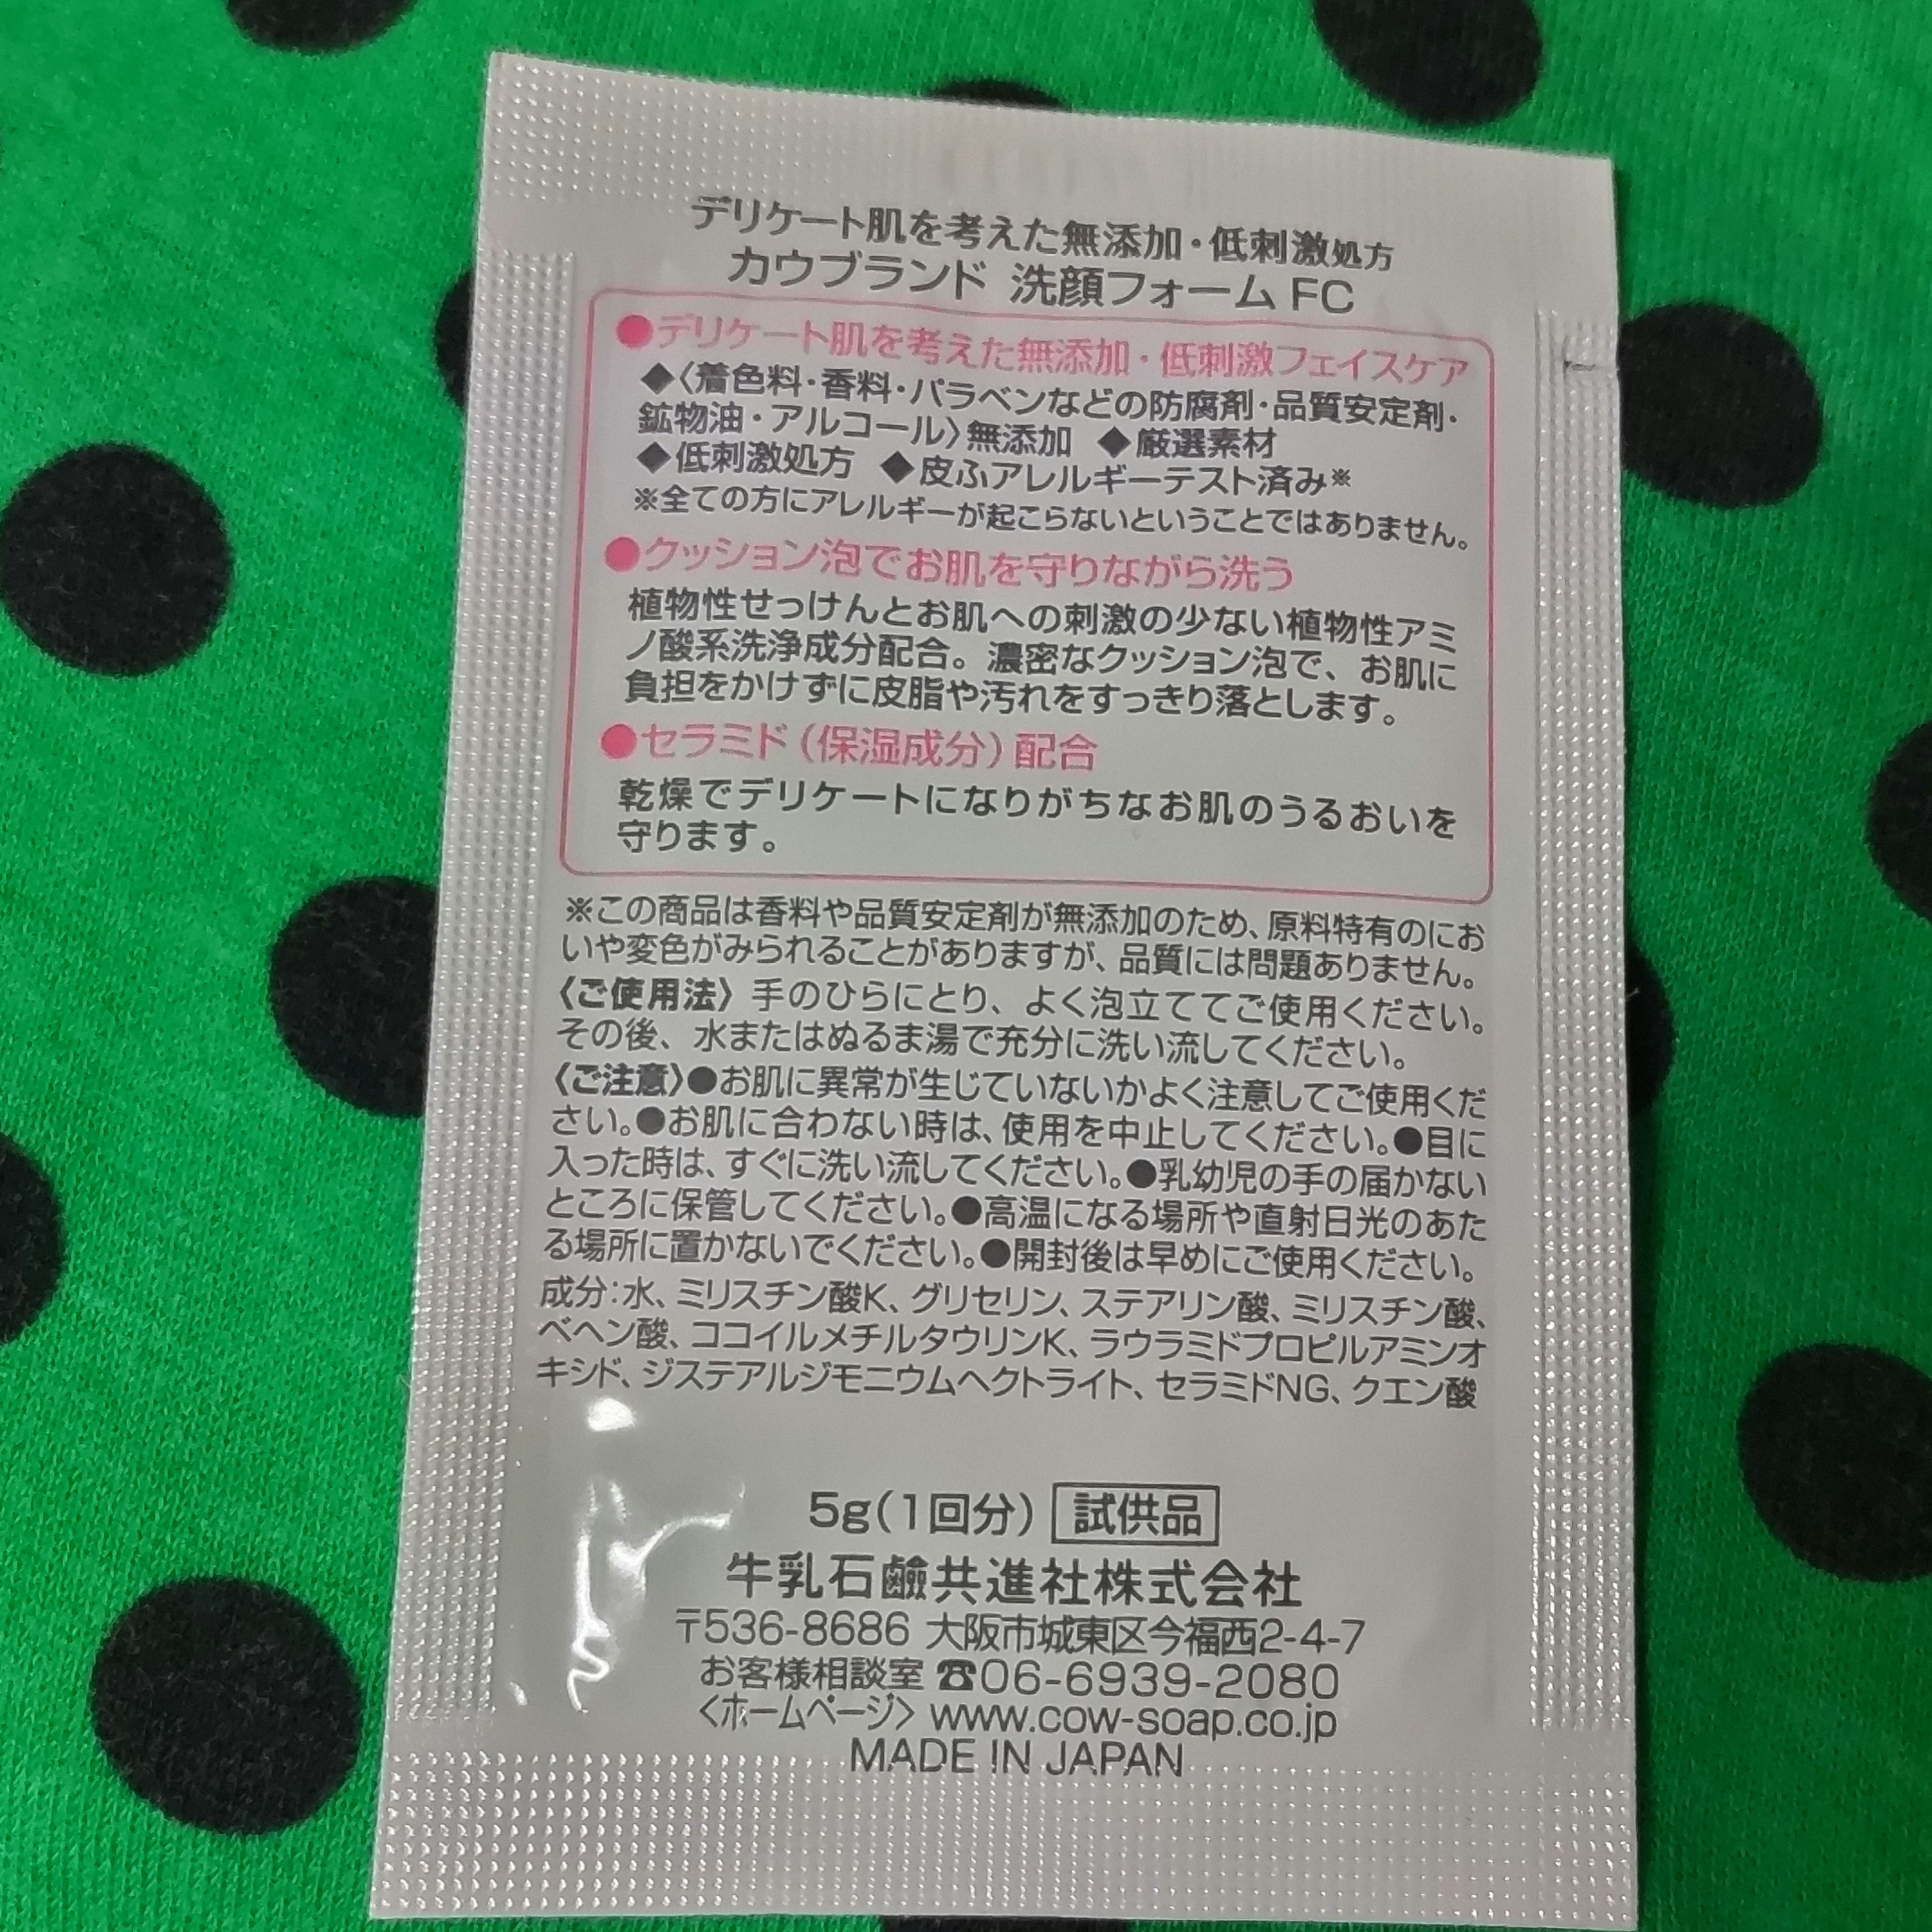 デリケート肌を考えた無添加・低刺激処方
カウブランド 洗顔フォーム FC
●デリケート肌を考えた無添加・低刺激フェイスケア
◆〈着色料・香料・パラベンなどの防腐剤・品質安定剤・
鉱物油・アルコール〉無添加 ◆厳選素材
◆低刺激処方 ◆皮ふアレルギーテスト済み※
※全ての方にアレルギーが起こらないということではありません。
●クッション泡でお肌を守りながら洗う
植物性せっけんとお肌への刺激の少ない植物性アミ
ノ酸系洗浄成分配合。濃密なクッション泡で、お肌に
負担をかけずに皮脂や汚れをすっきり落とします。
●セラミド（保湿成分）配合
乾燥でデリケートになりがちなお肌のうるおいを
守ります。
※この商品は香料や品質安定剤が無添加のため、原料特有のにお
いや変色がみられることがありますが、品質には問題ありません。
〈ご使用法〉手のひらにとり、よく泡立ててご使用ください。
その後、水またはぬるま湯で充分に洗い流してください。
〈ご注意〉●お肌に異常が生じていないかよく注意してご使用くだ
さい。●お肌に合わない時は、使用を中止してください。●目に
入った時は、すぐに洗い流してください。●乳幼児の手の届かない
ところに保管してください。●高温になる場所や直射日光のあた
る場所に置かないでください。●開封後は早めにご使用ください。
成分：水、ミリスチン酸K、グリセリン、ステアリン酸、ミリスチン酸、
ベヘン酸、ココイルメチルタウリンK、ラウラミドプロピルアミンオ
キシド、ジステアルジモニウムヘクトライト、セラミドNG、クエン酸
5g（1回分） 試供品
牛乳石鹼共進社株式会社
〒536-8686 大阪市城東区今福西2-4-7
お客様相談室 ☎06-6939-2080
〈ホームページ〉www.cow-soap.co.jp
MADE IN JAPAN